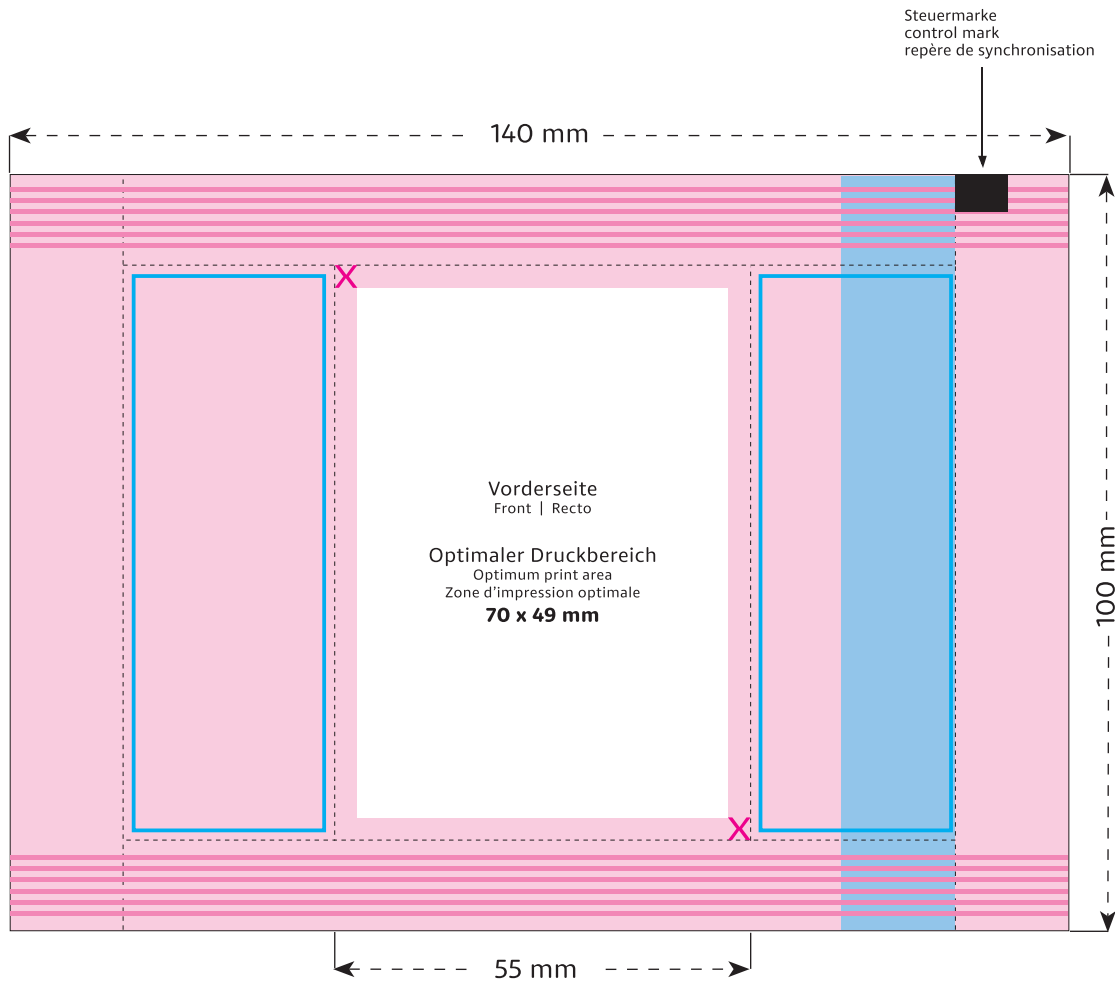 Steuermarke
control mark
repère de synchronisation
140 mm
X
Vorderseite
Front | Recto
Optimaler Druckbereich
Optimum print area
Zone d'impression optimale
70 x 49 mm
100 mm
X
55 mm